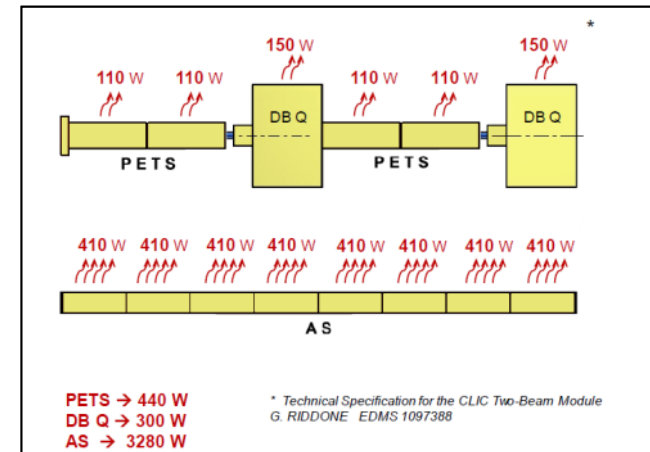 *
150 W 150 W
110 W 110 W 110 W 110 W
DB Q DB Q
PETS PETS
410 W 410 W 410 W 410 W 410 W 410 W 410 W 410 W
AS
PETS → 440 W
DB Q → 300 W
AS → 3280 W
* Technical Specification for the CLIC Two-Beam Module
G. RIDDONE EDMS 1097388